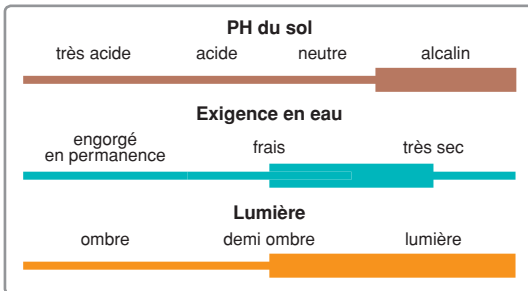 PH du sol
très acide acide neutre alcalin
Exigence en eau
engorgé
en permanence frais très sec
Lumière
ombre demi ombre lumière